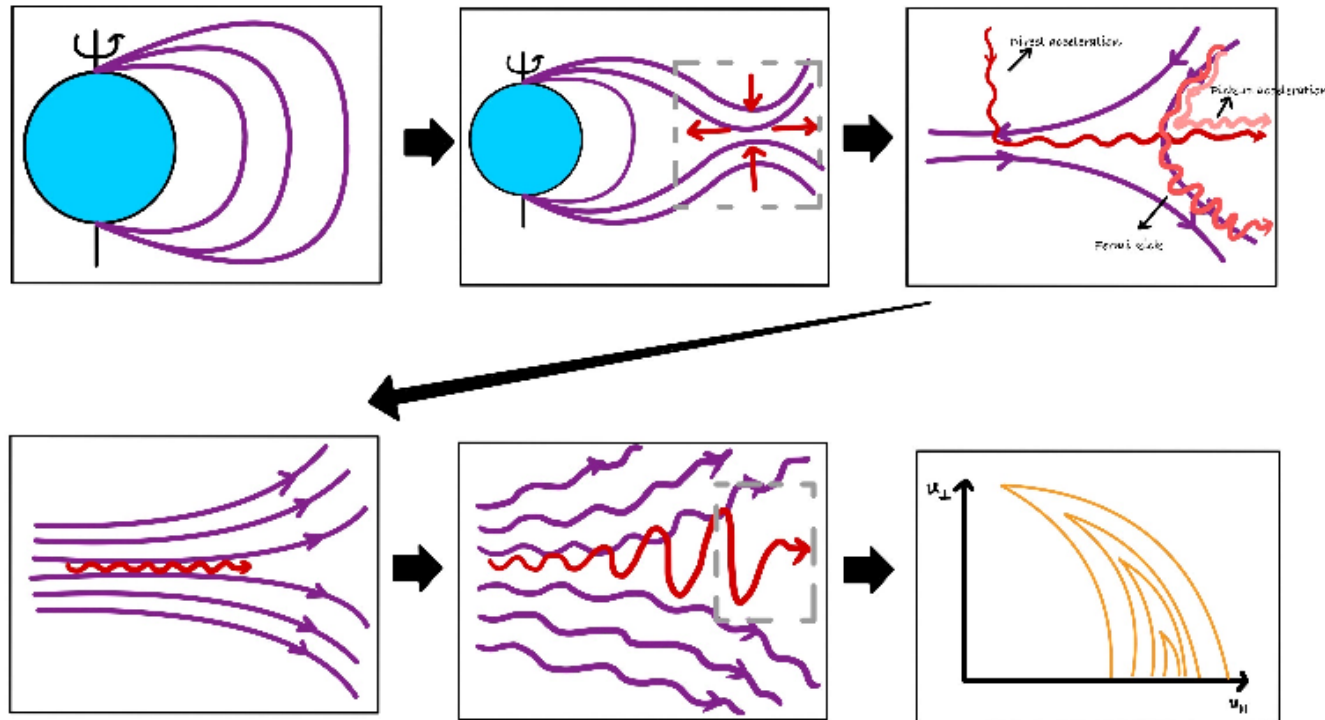 Direct acceleration
Pickup acceleration
Fermi kick
u⊥
u∥